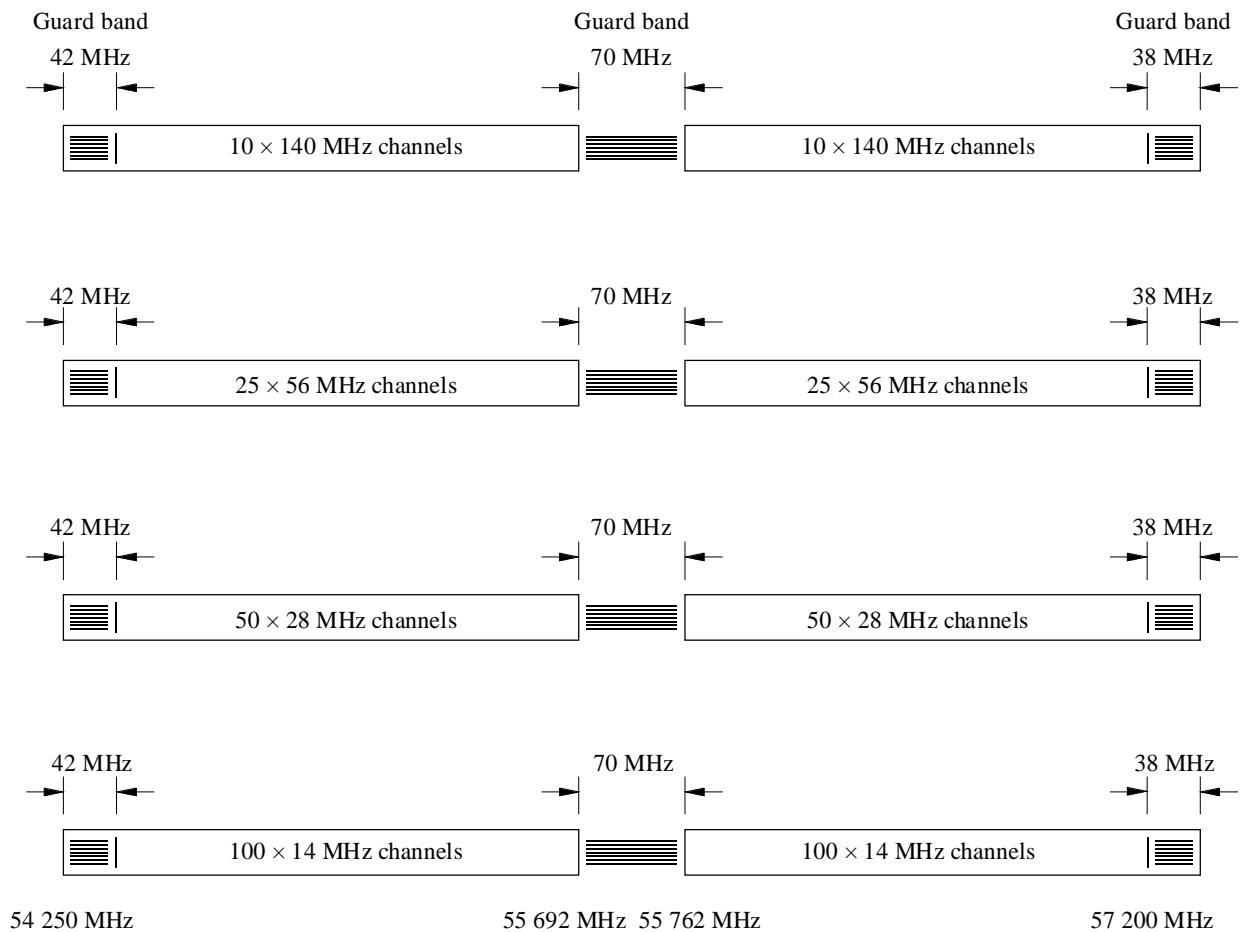 Guard band Guard band Guard band
42 MHz 70 MHz 38 MHz
10 × 140 MHz channels 10 × 140 MHz channels
42 MHz 70 MHz 38 MHz
25 × 56 MHz channels 25 × 56 MHz channels
42 MHz 70 MHz 38 MHz
50 × 28 MHz channels 50 × 28 MHz channels
42 MHz 70 MHz 38 MHz
100 × 14 MHz channels 100 × 14 MHz channels
54 250 MHz 55 692 MHz 55 762 MHz 57 200 MHz